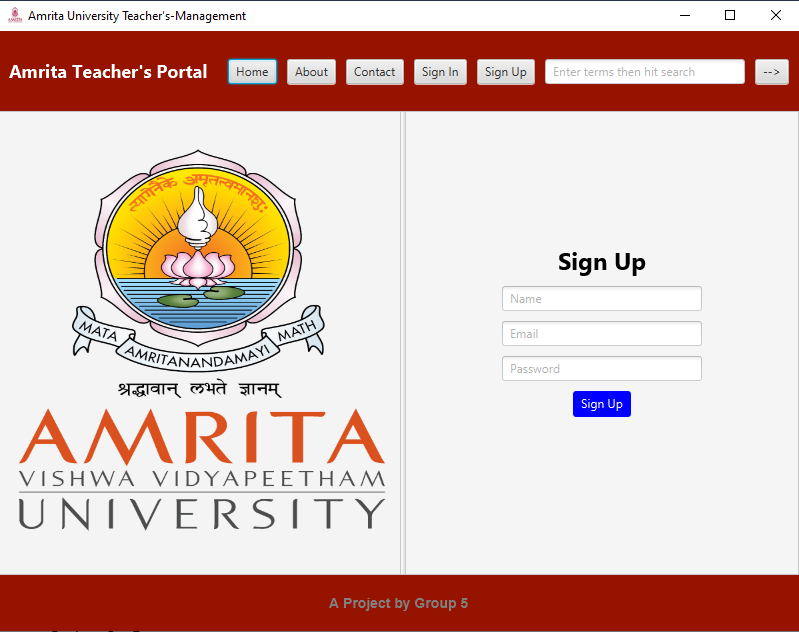 Amrita University Teacher's-Management
Amrita Teacher's Portal Home About Contact Sign In Sign Up Enter terms then hit search -->
त्यागेनैके अमृतत्वमानशुः
MATA AMRITANANDAMAYI MATH
श्रद्धावान् लभते ज्ञानम्
AMRITA
VISHWA VIDYAPEETHAM
UNIVERSITY
Sign Up
Name
Email
Password
Sign Up
A Project by Group 5